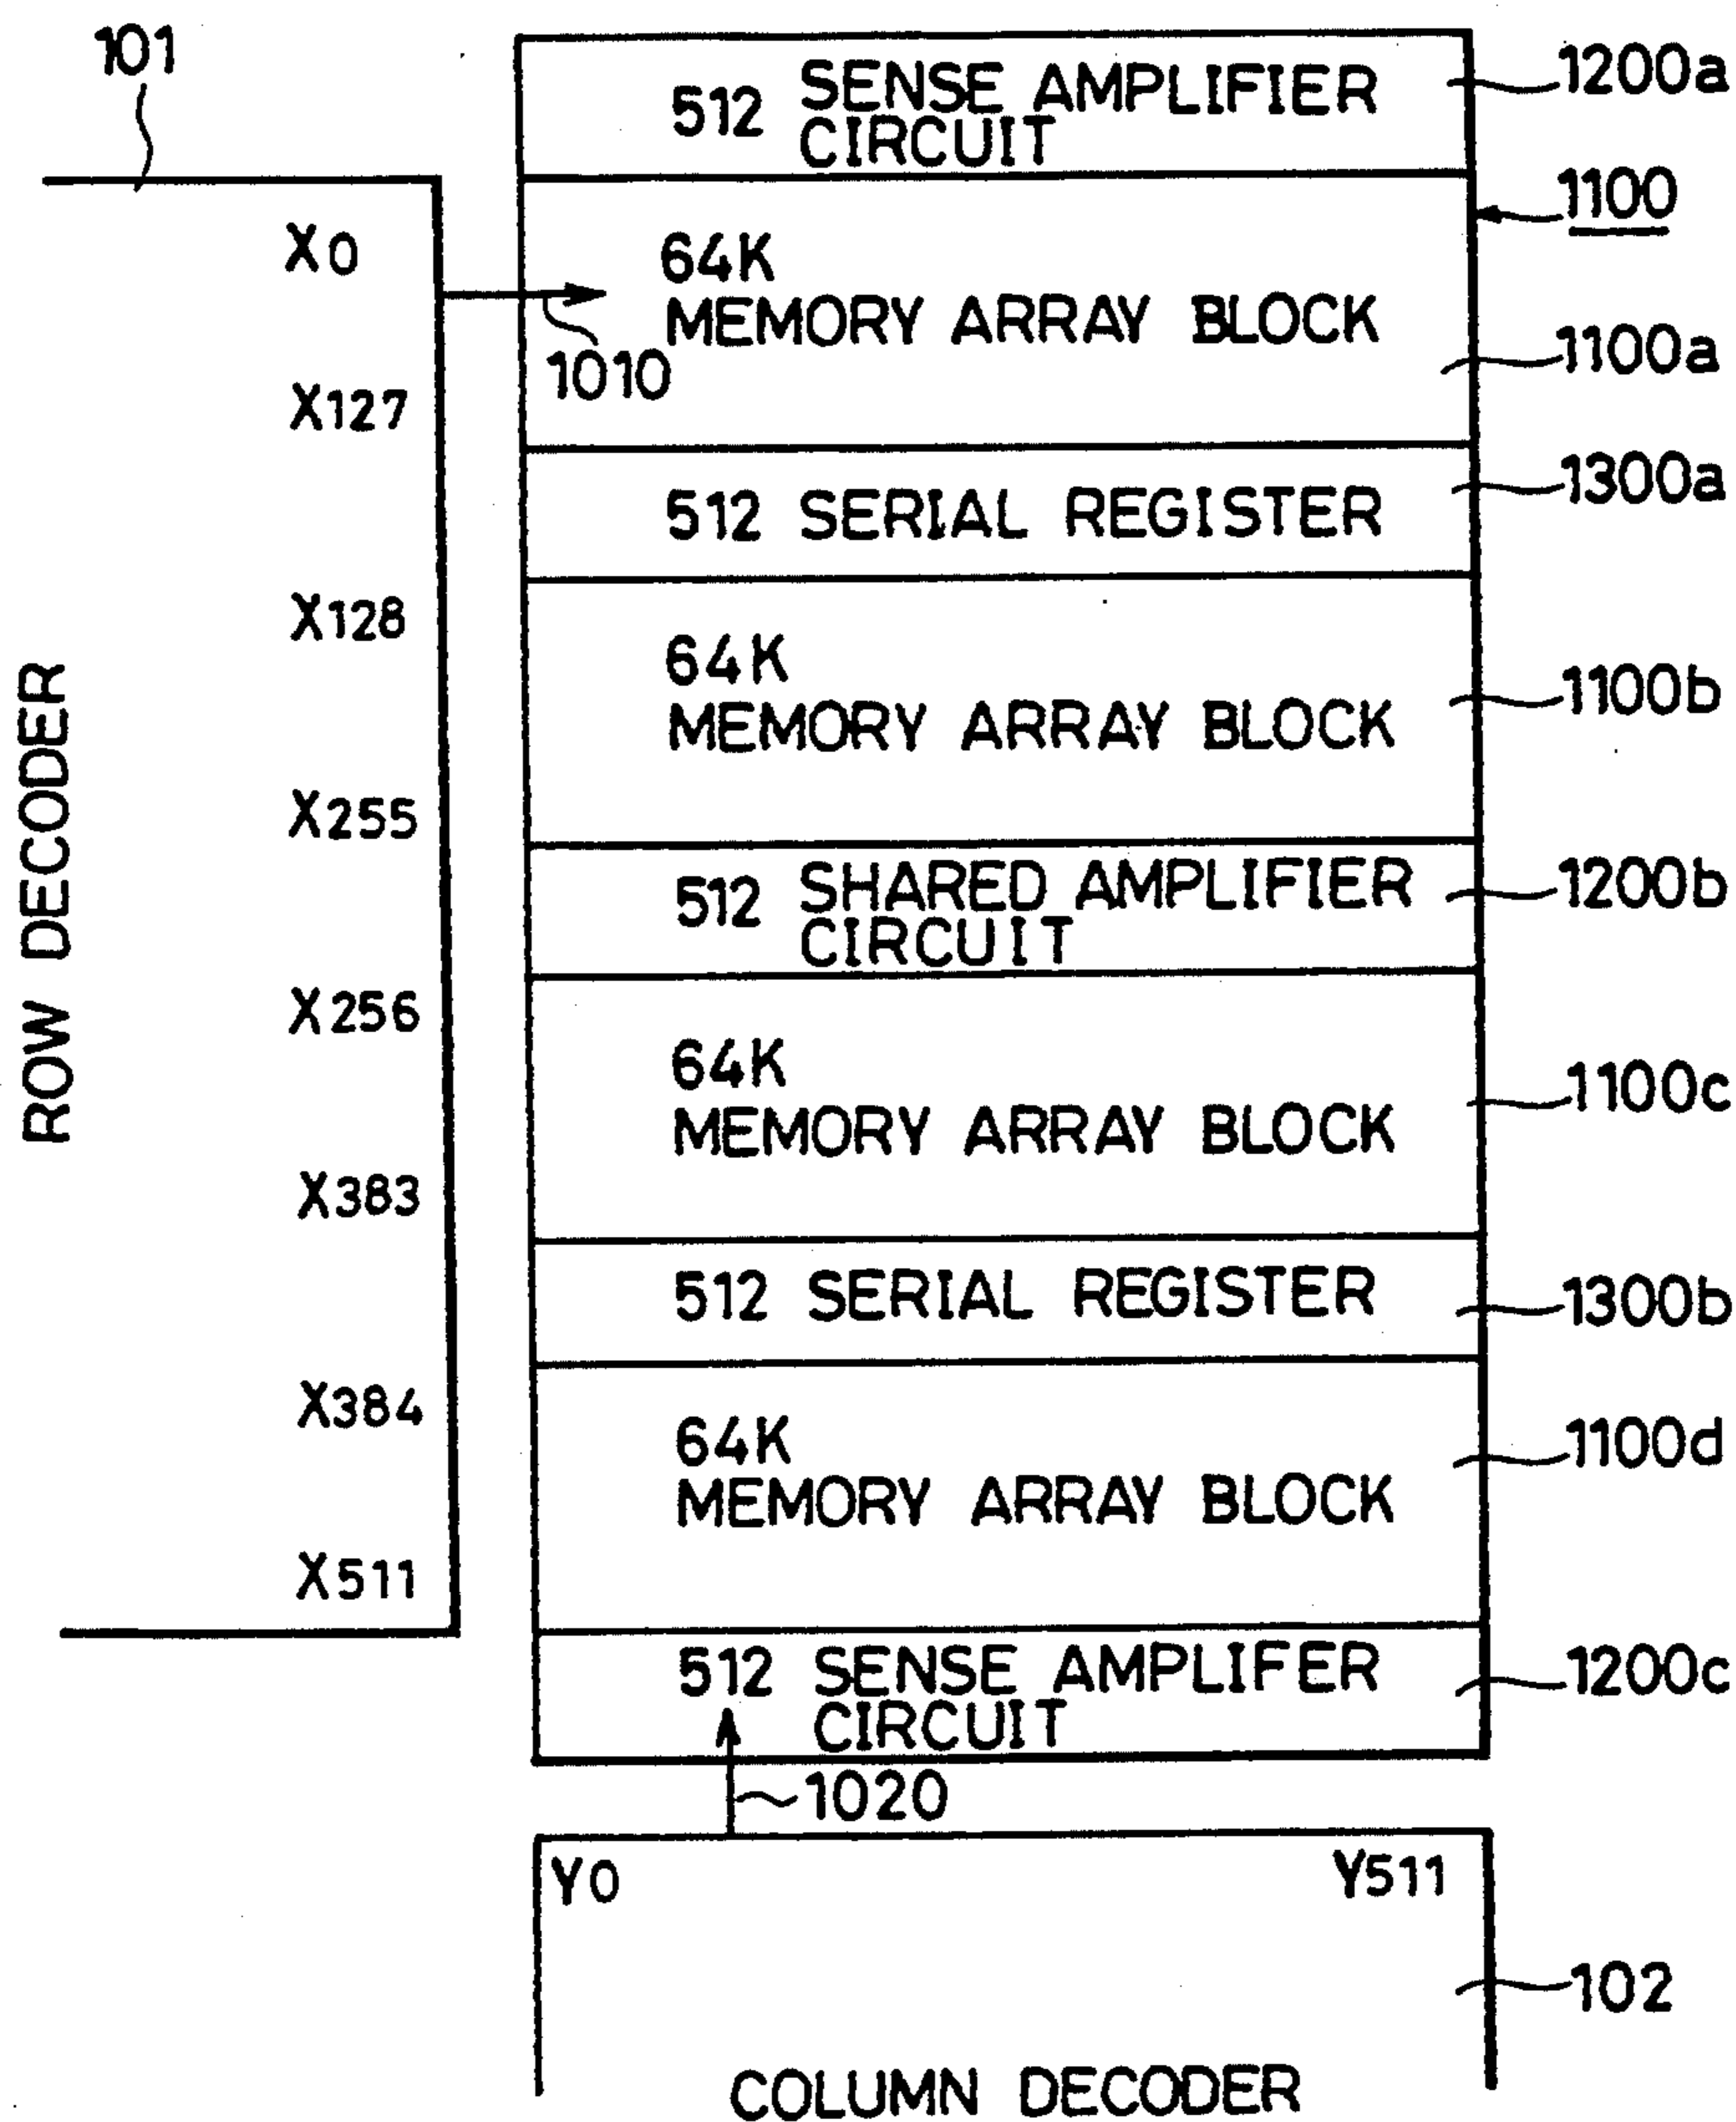 101
512 SENSE AMPLIFIER
CIRCUIT
1200a
1100
X0
64K
MEMORY ARRAY BLOCK
1010
1100a
X127
512 SERIAL REGISTER
1300a
X128
64K
MEMORY ARRAY BLOCK
1100b
ROW DECODER
X255
512 SHARED AMPLIFIER
CIRCUIT
1200b
X256
64K
MEMORY ARRAY BLOCK
1100c
X383
512 SERIAL REGISTER
1300b
X384
64K
MEMORY ARRAY BLOCK
1100d
X511
512 SENSE AMPLIFER
CIRCUIT
1200c
1020
Y0
Y511
102
COLUMN DECODER